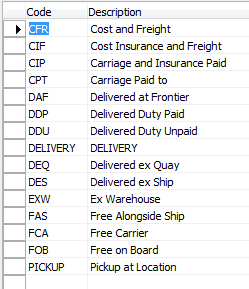 Code Description
CFR Cost and Freight
CIF Cost Insurance and Freight
CIP Carriage and Insurance Paid
CPT Carriage Paid to
DAF Delivered at Frontier
DDP Delivered Duty Paid
DDU Delivered Duty Unpaid
DELIVERY DELIVERY
DEQ Delivered ex Quay
DES Delivered ex Ship
EXW Ex Warehouse
FAS Free Alongside Ship
FCA Free Carrier
FOB Free on Board
PICKUP Pickup at Location